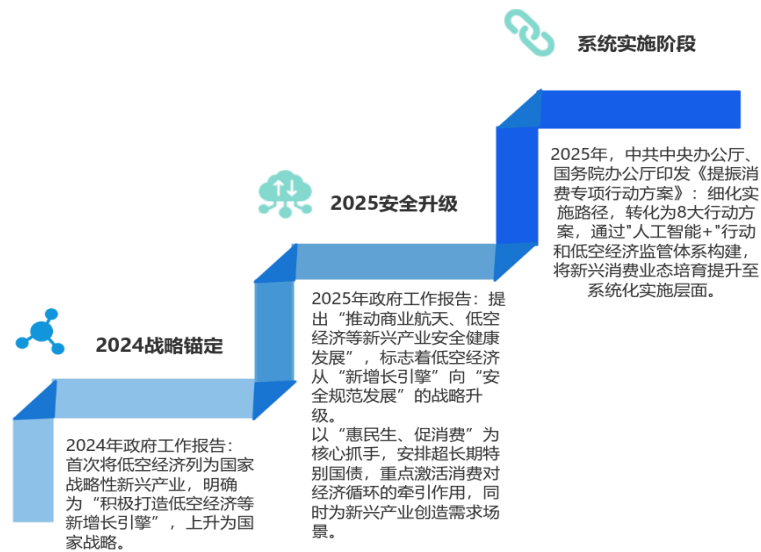 系统实施阶段
2025年，中共中央办公厅、
国务院办公厅印发《提振消
费专项行动方案》：细化实
施路径，转化为8大行动方
案，通过"人工智能+"行动
和低空经济监管体系构建，
将新兴消费业态培育提升至
系统化实施层面。
2025安全升级
2025年政府工作报告：提
出“推动商业航天、低空
经济等新兴产业安全健康
发展”，标志着低空经济
从“新增长引擎”向“安
全规范发展”的战略升
级。
以“惠民生、促消费”为
核心抓手，安排超长期特
别国债，重点激活消费对
经济循环的牵引作用，同
时为新兴产业创造需求场
景。
2024战略锚定
2024年政府工作报告：
首次将低空经济列为国家
战略性新兴产业，明确
为“积极打造低空经济等
新增长引擎”，上升为国
家战略。